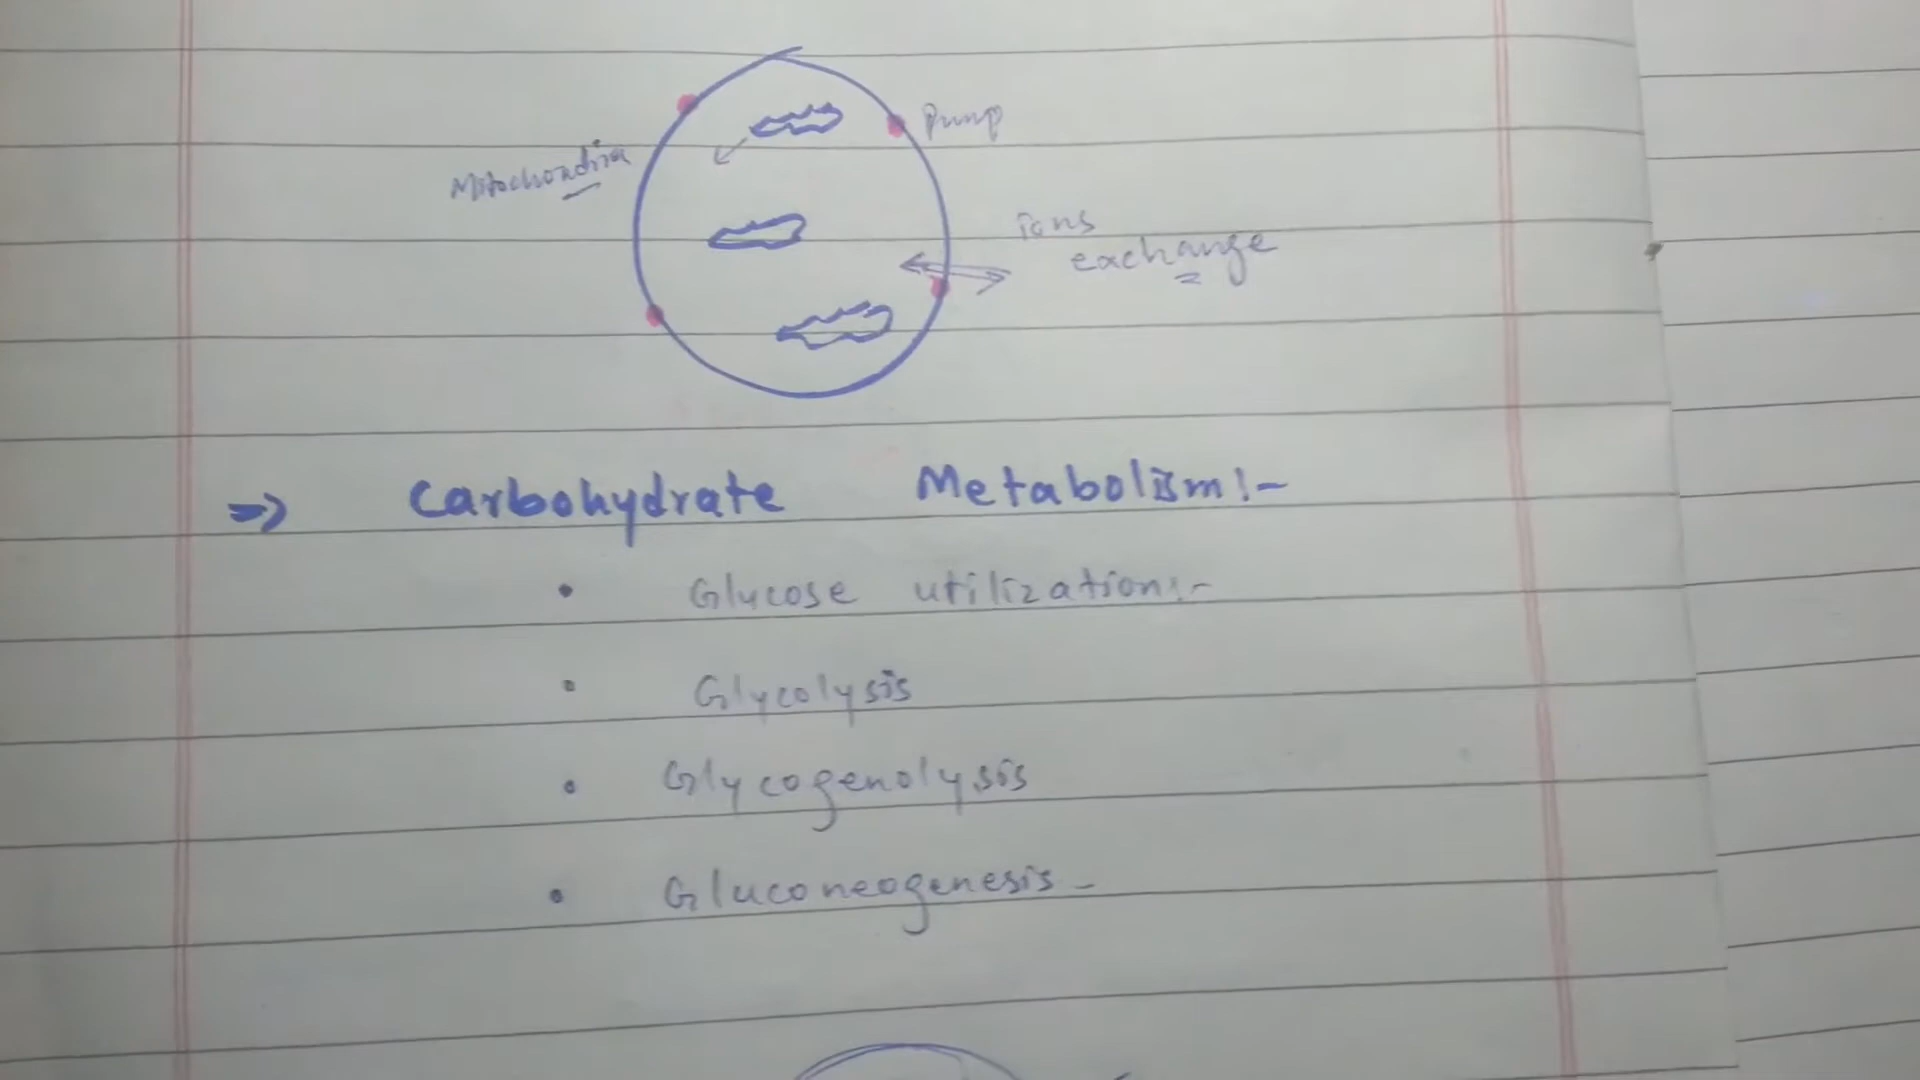 Pump
Mitochondria
ions
exchange
⇒ Carbohydrate Metabolism:-
• Glucose utilization:-
• Glycolysis
• Glycogenolysis
• Gluconeogenesis -